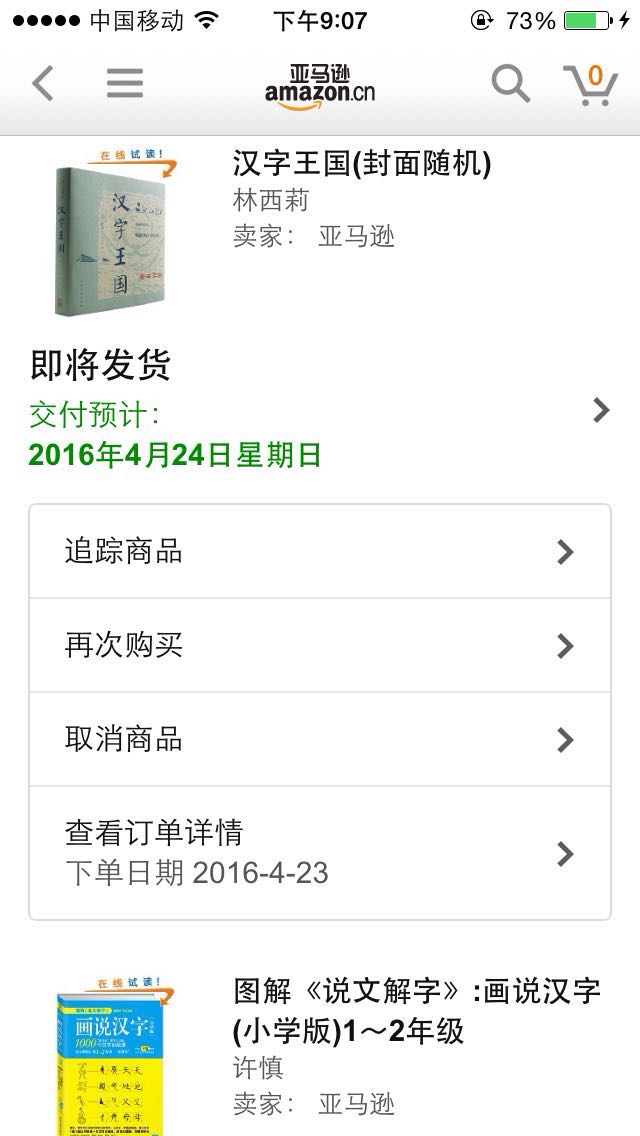 中国移动
下午9:07
73%
亚马逊
amazon.cn
0
在线试读!
汉字王国
汉字王国(封面随机)
林西莉
卖家： 亚马逊
即将发货
交付预计:
2016年4月24日星期日
追踪商品
再次购买
取消商品
查看订单详情
下单日期 2016-4-23
在线试读!
画说汉字
1000
图解《说文解字》:画说汉字
(小学版)1～2年级
许慎
卖家： 亚马逊